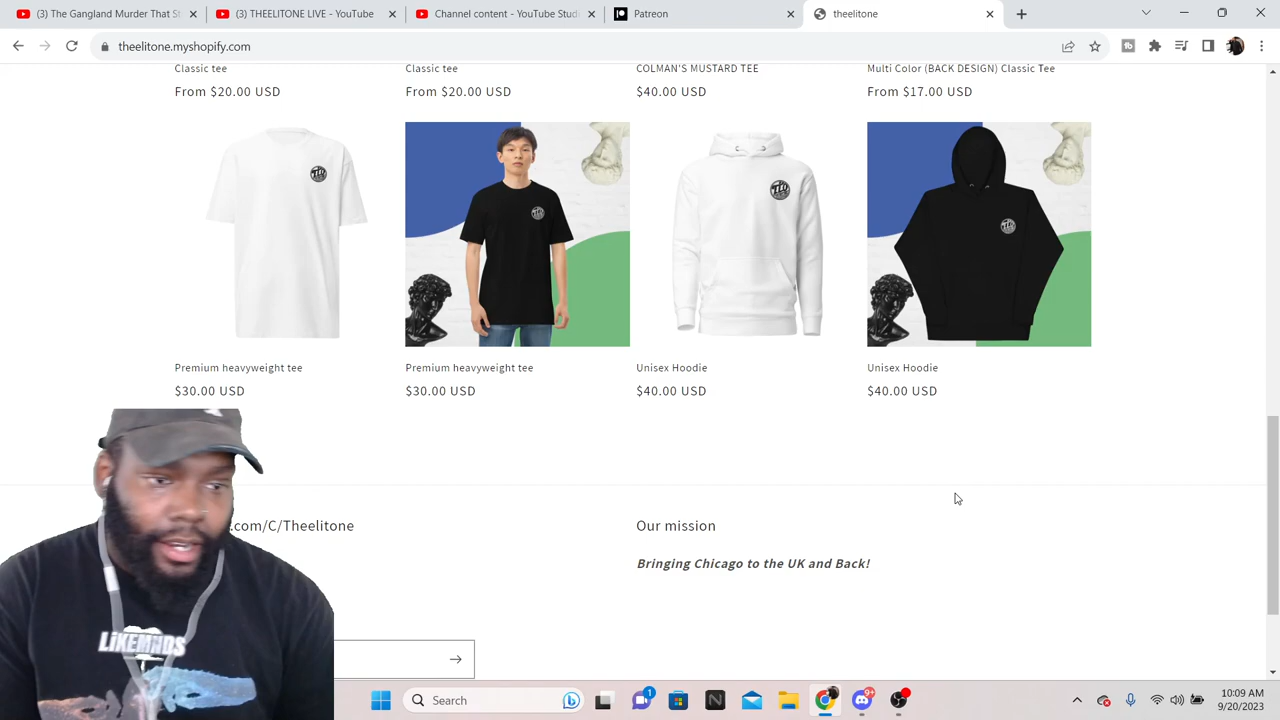 (3) The Gangland Murder That St
(3) THEELITONE LIVE - YouTube
Channel content - YouTube Stud
Patreon
theelitone
theelitone.myshopify.com
Classic tee
Classic tee
COLMAN'S MUSTARD TEE
Multi Color (BACK DESIGN) Classic Tee
From $20.00 USD
From $20.00 USD
$40.00 USD
From $17.00 USD
Premium heavyweight tee
Premium heavyweight tee
Unisex Hoodie
Unisex Hoodie
$30.00 USD
$30.00 USD
$40.00 USD
$40.00 USD
.com/C/Theelitone
Our mission
Bringing Chicago to the UK and Back!
LIKEMNDS
Search
1
9+
10:09 AM
9/20/2023